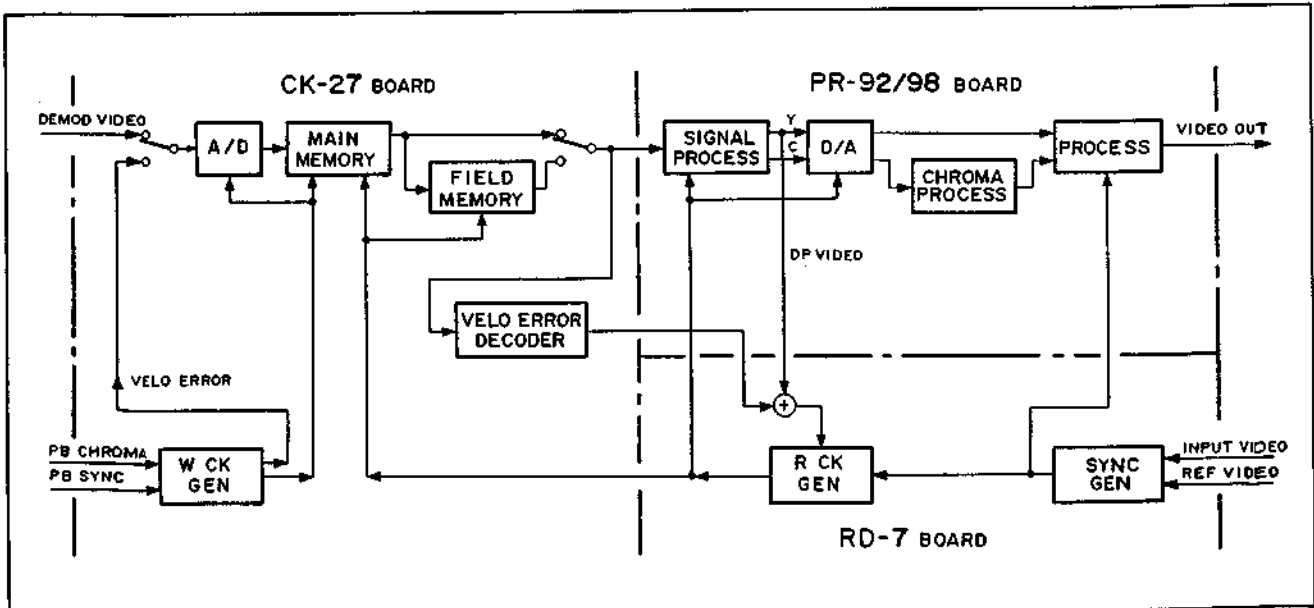 CK-27 BOARD
PR-92/98 BOARD
DEMOD VIDEO
A/D
MAIN
MEMORY
FIELD
MEMORY
SIGNAL
PROCESS
Y
C
D/A
CHROMA
PROCESS
PROCESS
VIDEO OUT
DP VIDEO
VELO ERROR
DECODER
VELO ERROR
PB CHROMA
PB SYNC
W CK
GEN
+
R CK
GEN
SYNC
GEN
INPUT VIDEO
REF VIDEO
RD-7 BOARD